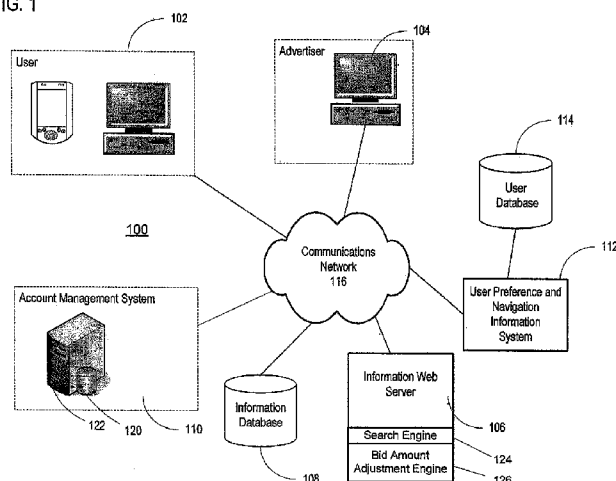 IG. 1
102
User
Advertiser
104
114
User
Database
100
Communications
Network
116
112
User Preference and
Navigation
Information
System
Account Management System
122
120
110
Information
Database
108
Information Web
Server
106
Search Engine
124
Bid Amount
Adjustment Engine
126